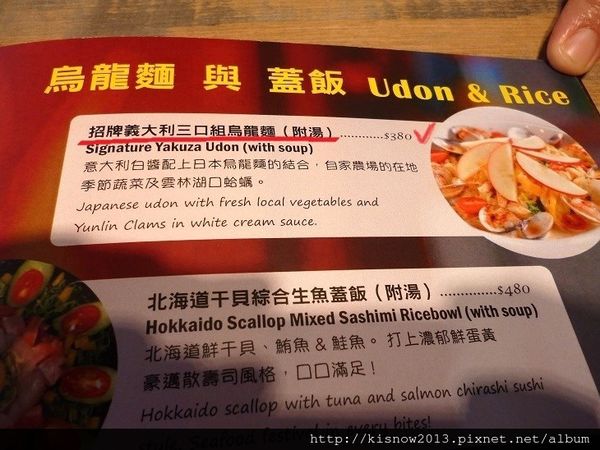 烏龍麵 與 蓋飯 Udon & Rice
招牌義大利三口組烏龍麵（附湯）............$380
Signature Yakuza Udon (with soup)
意大利白醬配上日本烏龍麵的結合，自家農場的在地
季節蔬菜及雲林湖口蛤蠣。
Japanese udon with fresh local vegetables and
Yunlin Clams in white cream sauce.
北海道干貝綜合生魚蓋飯（附湯）..............$480
Hokkaido Scallop Mixed Sashimi Ricebowl (with soup)
北海道鮮干貝、鮪魚 & 鮭魚。 打上濃郁鮮蛋黃
豪邁散壽司風格，口口滿足！
Hokkaido scallop with tuna and salmon chirashi sushi
style. Seafood festival in every bites!
http://kisnow2013.pixnet.net/album